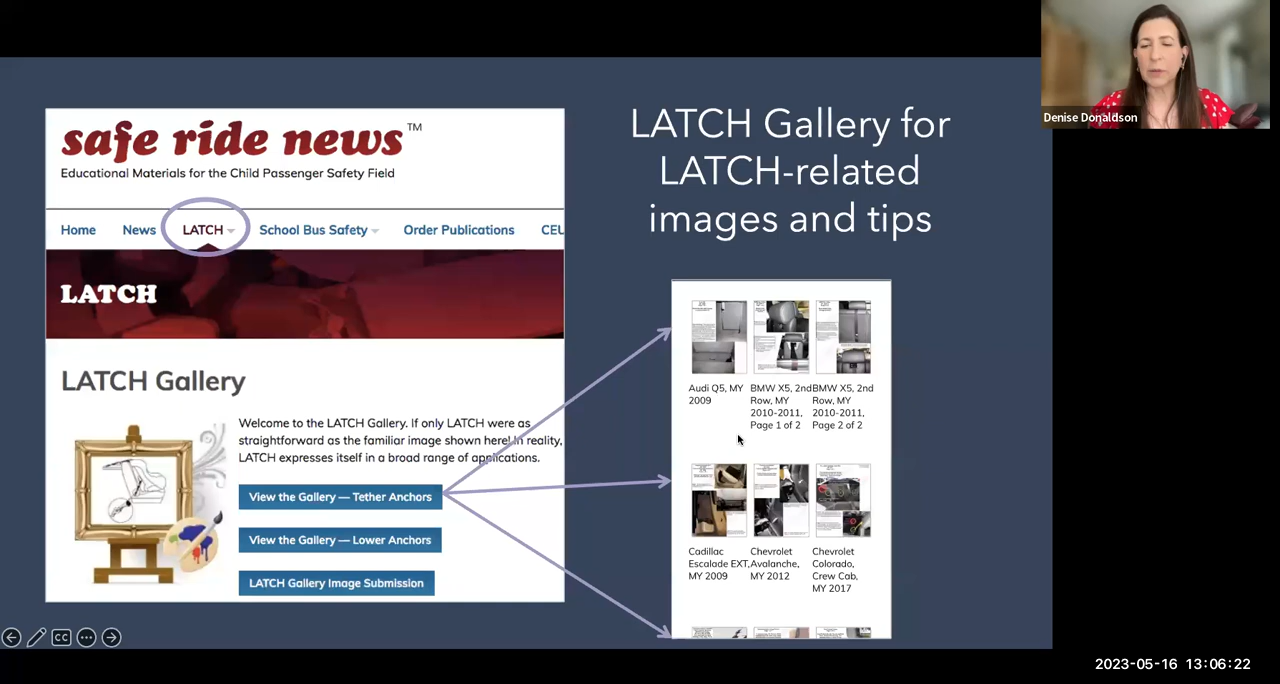 safe ride news™
Educational Materials for the Child Passenger Safety Field
Home News LATCH School Bus Safety Order Publications CEU
LATCH
LATCH Gallery
Welcome to the LATCH Gallery. If only LATCH were as
straightforward as the familiar image shown here! In reality,
LATCH expresses itself in a broad range of applications.
View the Gallery — Tether Anchors
View the Gallery — Lower Anchors
LATCH Gallery Image Submission
LATCH Gallery for
LATCH-related
images and tips
Audi Q5, MY
2009
BMW X5, 2nd
Row, MY
2010-2011,
Page 1 of 2
BMW X5, 2nd
Row, MY
2010-2011,
Page 2 of 2
Cadillac
Escalade EXT,
MY 2009
Chevrolet
Avalanche,
MY 2012
Chevrolet
Colorado,
Crew Cab,
MY 2017
Denise Donaldson
CC
2023-05-16 13:06:22